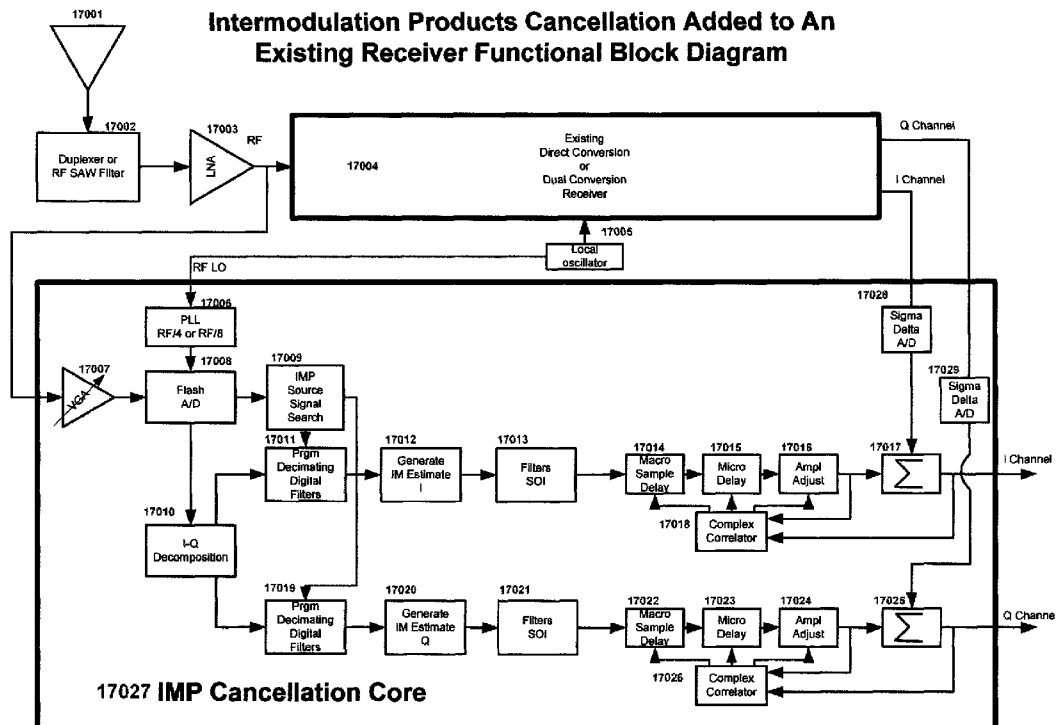 Intermodulation Products Cancellation Added to An
Existing Receiver Functional Block Diagram
17001
17002
Duplexer or
RF SAW Filter
17003
LNA
RF
17004
Existing
Direct Conversion
or
Dual Conversion
Receiver
Q Channel
I Channel
17005
Local
oscillator
RF LO
17006
PLL
RF/4 or RF/8
17007
VGA
17008
Flash
A/D
17009
IMP
Source
Signal
Search
17028
Sigma
Delta
A/D
17029
Sigma
Delta
A/D
17010
I-Q
Decomposition
17011
Prgm
Decimating
Digital
Filters
17012
Generate
IM Estimate
I
17013
Filters
SOI
17014
Macro
Sample
Delay
17015
Micro
Delay
17016
Ampl
Adjust
17017
Σ
I Channel
17018
Complex
Correlator
17019
Prgm
Decimating
Digital
Filters
17020
Generate
IM Estimate
Q
17021
Filters
SOI
17022
Macro
Sample
Delay
17023
Micro
Delay
17024
Ampl
Adjust
17025
Σ
Q Channe
17026
Complex
Correlator
17027 IMP Cancellation Core